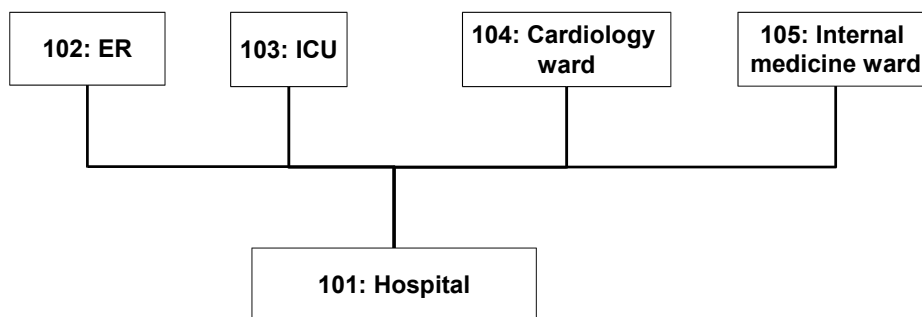 102: ER
103: ICU
104: Cardiology
ward
105: Internal
medicine ward
101: Hospital